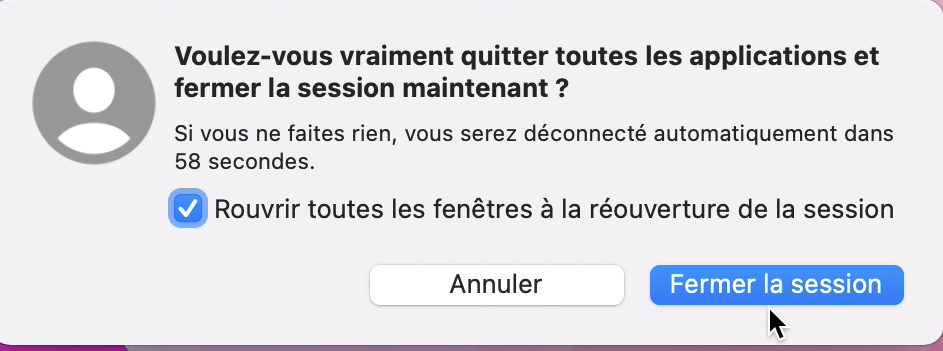 Voulez-vous vraiment quitter toutes les applications et
fermer la session maintenant ?
Si vous ne faites rien, vous serez déconnecté automatiquement dans
58 secondes.
Rouvrir toutes les fenêtres à la réouverture de la session
Annuler
Fermer la session